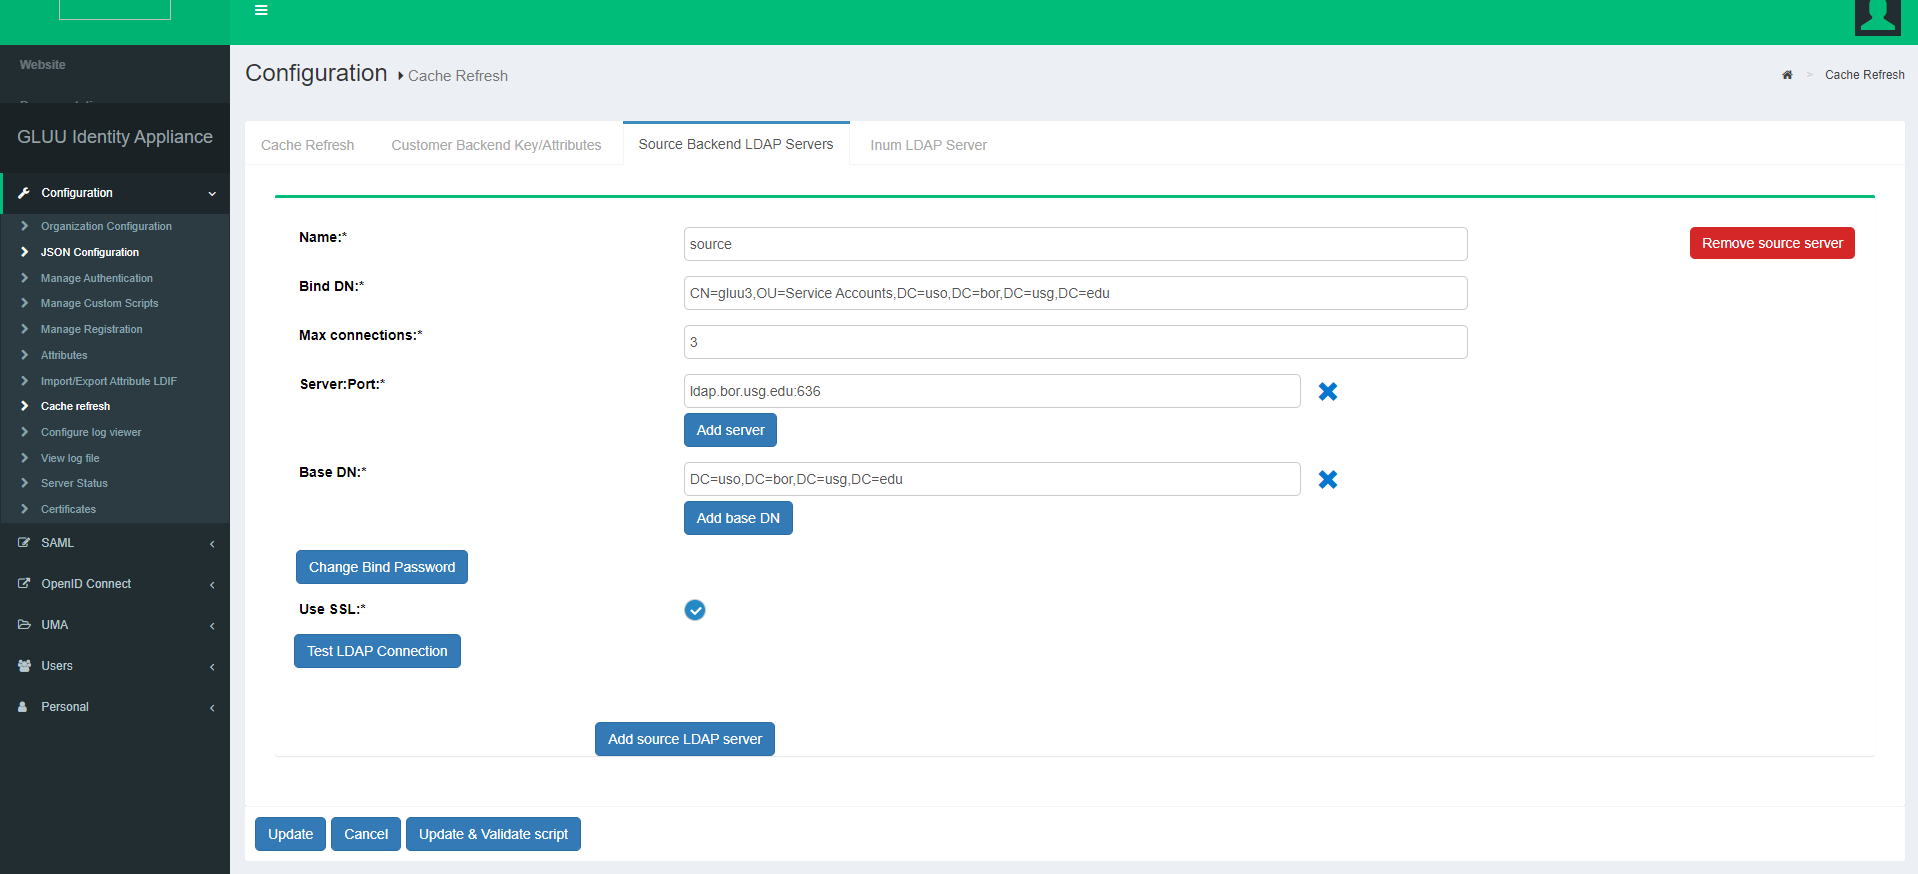 Website
GLUU Identity Appliance
Configuration
Organization Configuration
JSON Configuration
Manage Authentication
Manage Custom Scripts
Manage Registration
Attributes
Import/Export Attribute LDIF
Cache refresh
Configure log viewer
View log file
Server Status
Certificates
SAML
OpenID Connect
UMA
Users
Personal
Configuration Cache Refresh
> Cache Refresh
Cache Refresh Customer Backend Key/Attributes Source Backend LDAP Servers Inum LDAP Server
Name:* source Remove source server
Bind DN:* CN=gluu3,OU=Service Accounts,DC=uso,DC=bor,DC=usg,DC=edu
Max connections:* 3
Server:Port:* ldap.bor.usg.edu:636
Add server
Base DN:* DC=uso,DC=bor,DC=usg,DC=edu
Add base DN
Change Bind Password
Use SSL:*
Test LDAP Connection
Add source LDAP server
Update Cancel Update & Validate script